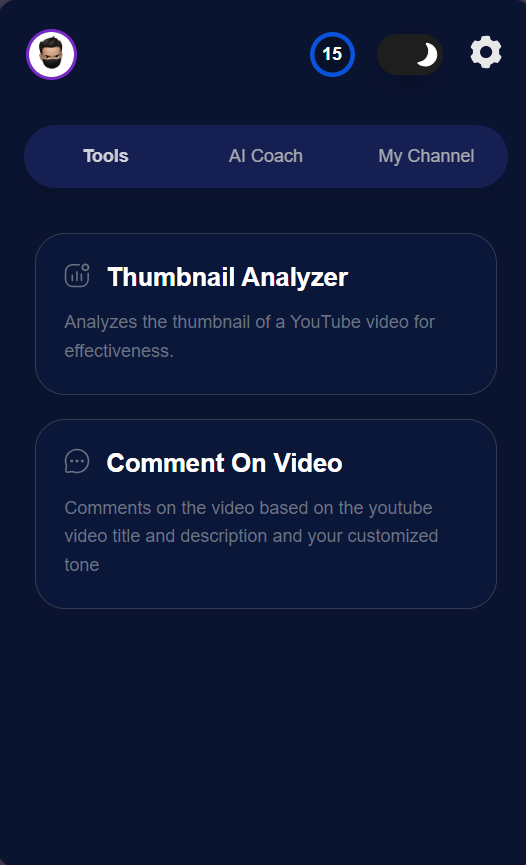 15
Tools AI Coach My Channel
Thumbnail Analyzer
Analyzes the thumbnail of a YouTube video for
effectiveness.
Comment On Video
Comments on the video based on the youtube
video title and description and your customized
tone